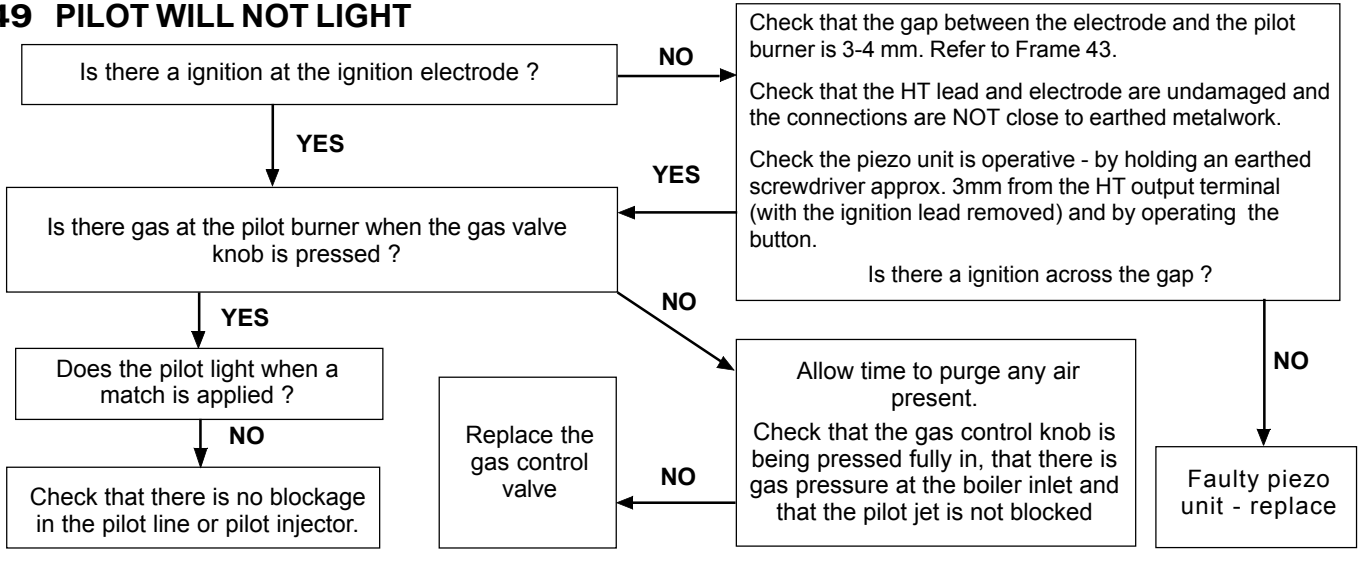 49 PILOT WILL NOT LIGHT
Is there a ignition at the ignition electrode ?
NO
Check that the gap between the electrode and the pilot
burner is 3-4 mm. Refer to Frame 43.
Check that the HT lead and electrode are undamaged and
the connections are NOT close to earthed metalwork.
Check the piezo unit is operative - by holding an earthed
screwdriver approx. 3mm from the HT output terminal
(with the ignition lead removed) and by operating the
button.
Is there a ignition across the gap ?
YES
YES
Is there gas at the pilot burner when the gas valve
knob is pressed ?
YES
NO
NO
Does the pilot light when a
match is applied ?
NO
Check that there is no blockage
in the pilot line or pilot injector.
Replace the
gas control
valve
NO
Allow time to purge any air
present.
Check that the gas control knob is
being pressed fully in, that there is
gas pressure at the boiler inlet and
that the pilot jet is not blocked
Faulty piezo
unit - replace